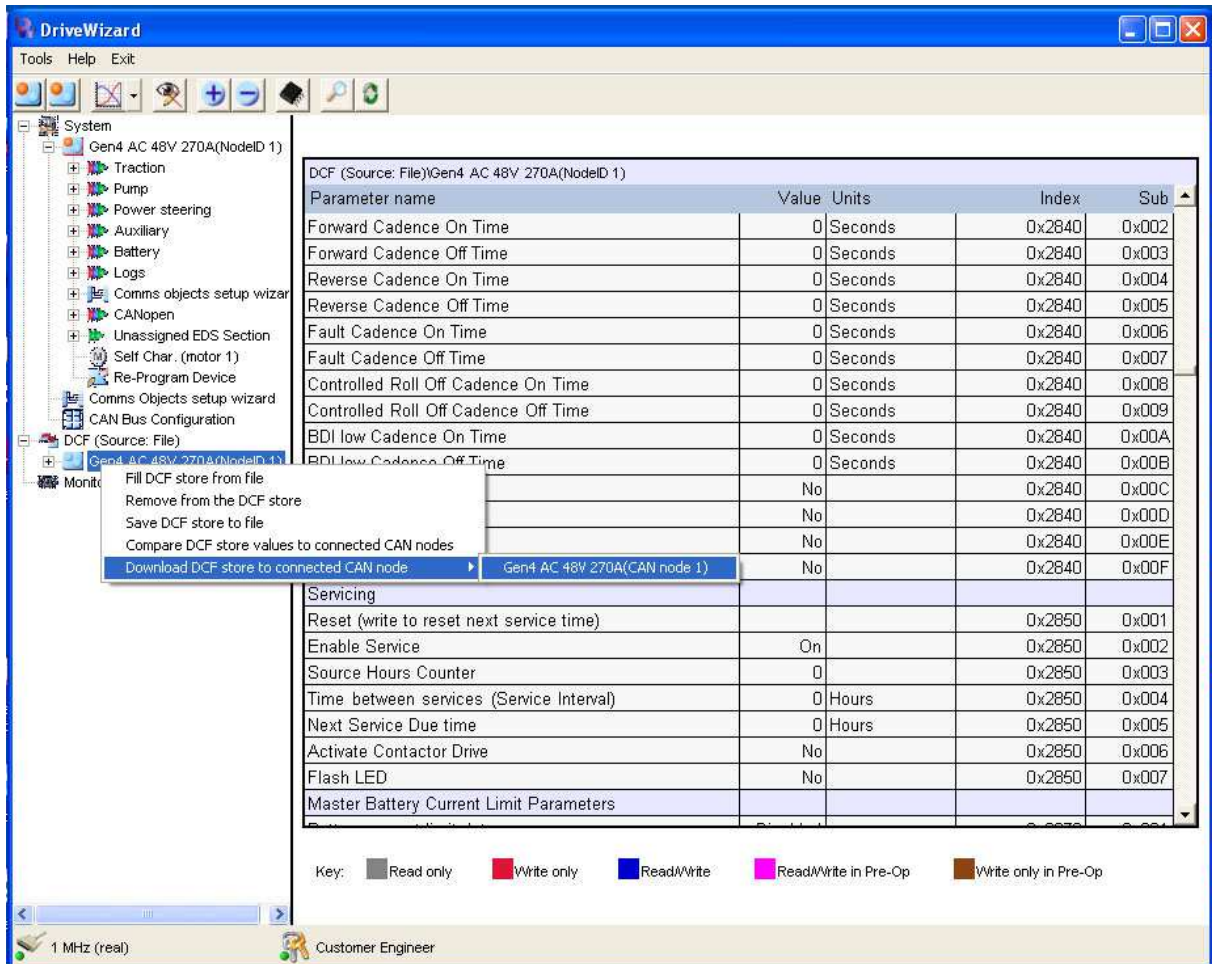 DriveWizard
Tools Help Exit
System
Gen4 AC 48V 270A(NodeID 1)
Traction
Pump
Power steering
Auxiliary
Battery
Logs
Comms objects setup wizar
CANopen
Unassigned EDS Section
Self Char. (motor 1)
Re-Program Device
Comms Objects setup wizard
CAN Bus Configuration
DCF (Source: File)
Gen4 AC 48V 270A(NodeID 1)
Monito
Fill DCF store from file
Remove from the DCF store
Save DCF store to file
Compare DCF store values to connected CAN nodes
Download DCF store to connected CAN node
Gen4 AC 48V 270A(CAN node 1)
DCF (Source: File)\Gen4 AC 48V 270A(NodeID 1)
Parameter name Value Units Index Sub
Forward Cadence On Time 0 Seconds 0x2840 0x002
Forward Cadence Off Time 0 Seconds 0x2840 0x003
Reverse Cadence On Time 0 Seconds 0x2840 0x004
Reverse Cadence Off Time 0 Seconds 0x2840 0x005
Fault Cadence On Time 0 Seconds 0x2840 0x006
Fault Cadence Off Time 0 Seconds 0x2840 0x007
Controlled Roll Off Cadence On Time 0 Seconds 0x2840 0x008
Controlled Roll Off Cadence Off Time 0 Seconds 0x2840 0x009
BDI low Cadence On Time 0 Seconds 0x2840 0x00A
BDI low Cadence Off Time 0 Seconds 0x2840 0x00B
No 0x2840 0x00C
No 0x2840 0x00D
No 0x2840 0x00E
No 0x2840 0x00F
Servicing
Reset (write to reset next service time) 0x2850 0x001
Enable Service On 0x2850 0x002
Source Hours Counter 0 0x2850 0x003
Time between services (Service Interval) 0 Hours 0x2850 0x004
Next Service Due time 0 Hours 0x2850 0x005
Activate Contactor Drive No 0x2850 0x006
Flash LED No 0x2850 0x007
Master Battery Current Limit Parameters
Key: Read only Write only Read/Write Read/Write in Pre-Op Write only in Pre-Op
1 MHz (real) Customer Engineer